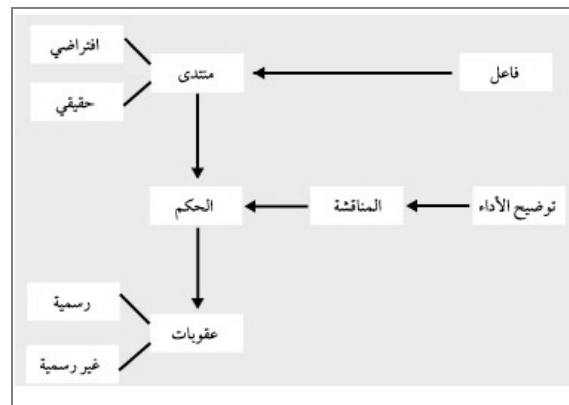 افتراضي
فاعل
منتدى
حقيقي
توضيح الأداء
المناقشة
الحكم
رسمية
عقوبات
غير رسمية